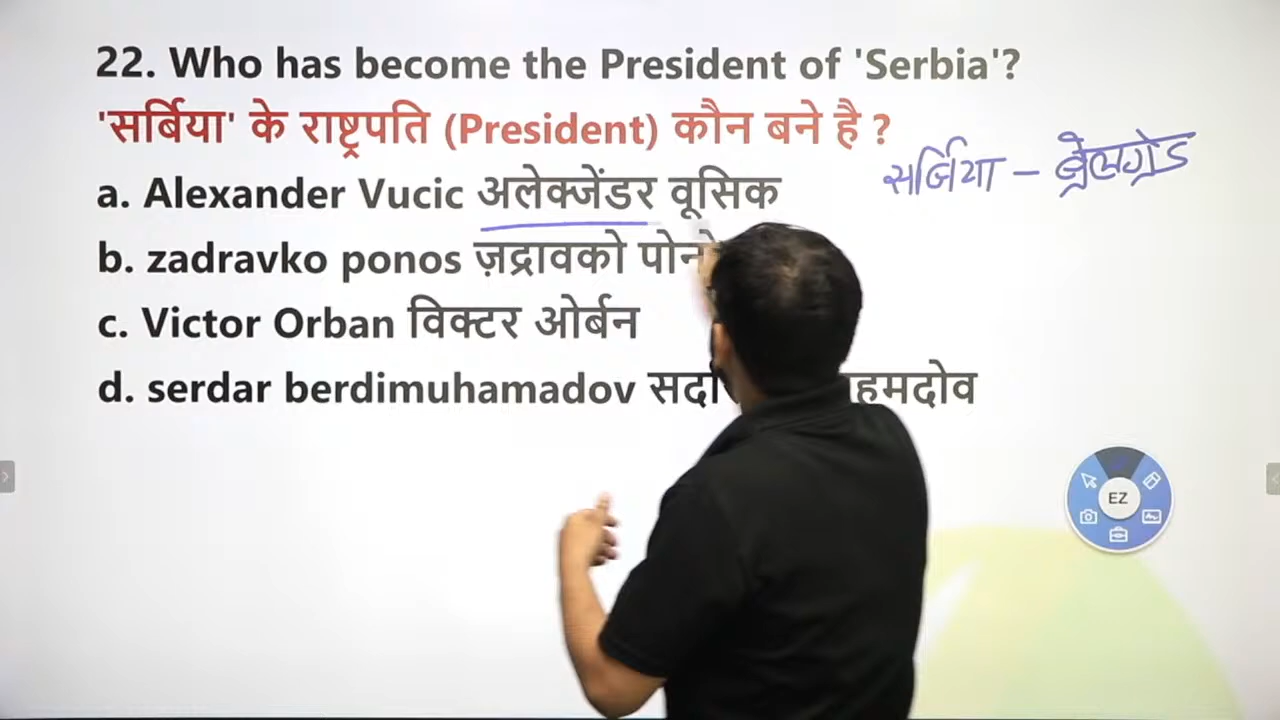 22. Who has become the President of 'Serbia'?
'सर्बिया' के राष्ट्रपति (President) कौन बने है ?
सर्बिया – बेलग्रेड
a. Alexander Vucic अलेक्जेंडर वूसिक
b. zadravko ponos ज़द्रावको
c. Victor Orban विक्टर ओर्बन
d. serdar berdimuhamadov
EZ